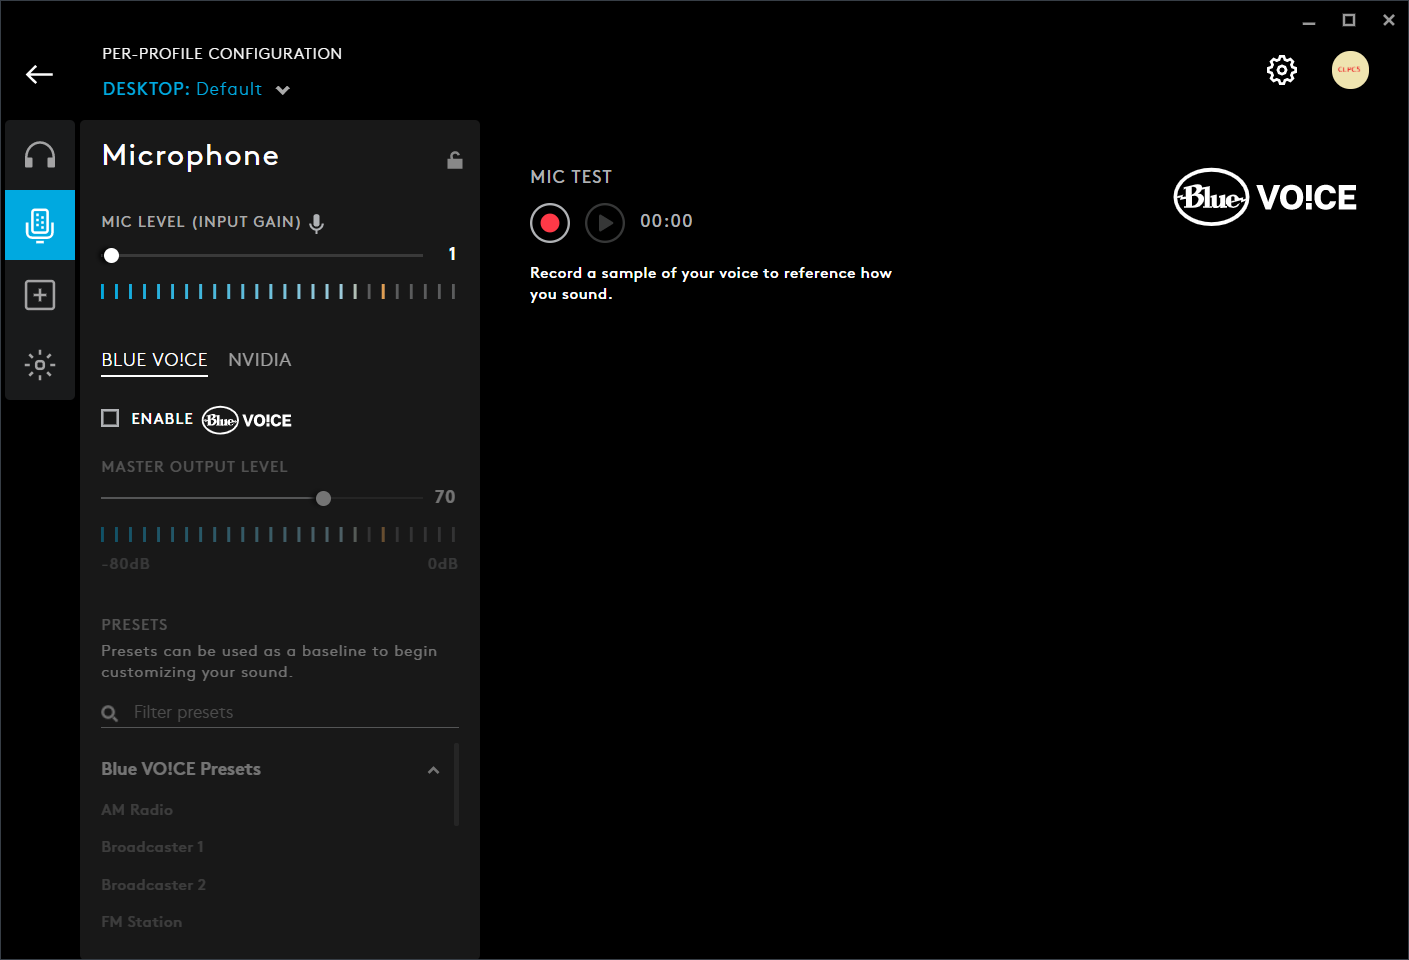 PER-PROFILE CONFIGURATION
DESKTOP: Default
CLPCS
Microphone
MIC LEVEL (INPUT GAIN)
1
BLUE VO!CE NVIDIA
ENABLE Blue VO!CE
MASTER OUTPUT LEVEL
70
-80dB 0dB
PRESETS
Presets can be used as a baseline to begin
customizing your sound.
Filter presets
Blue VO!CE Presets
AM Radio
Broadcaster 1
Broadcaster 2
FM Station
MIC TEST
00:00
Record a sample of your voice to reference how
you sound.
Blue VO!CE